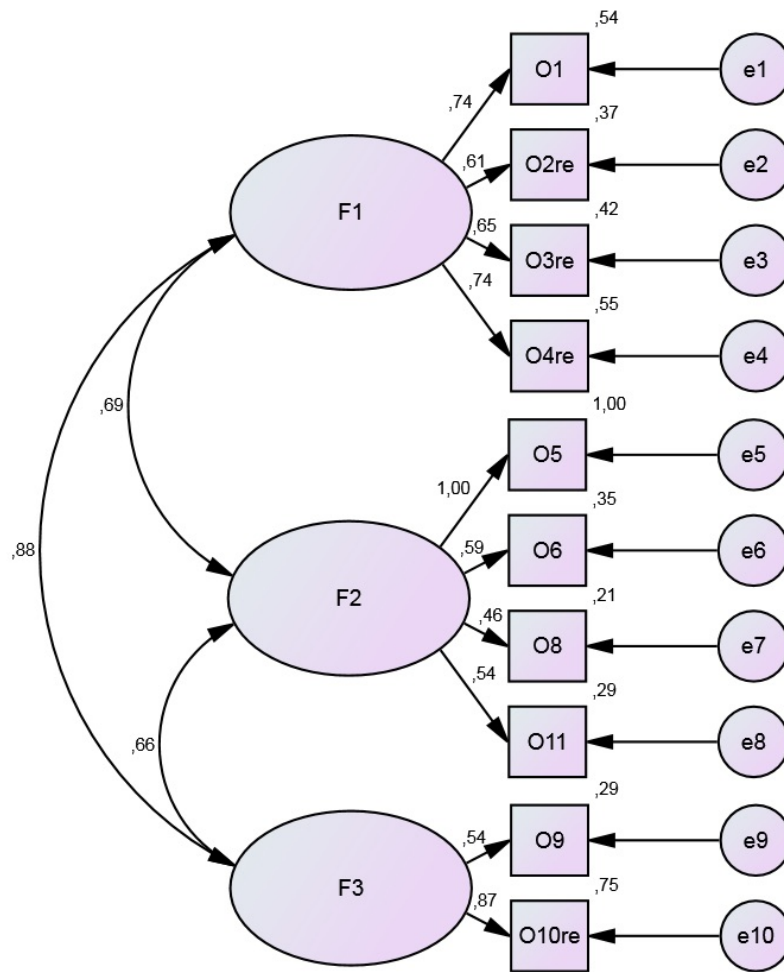 ,54
O1
e1
,74
,37
O2re
e2
,61
F1
,42
,65
O3re
e3
,74
,55
O4re
e4
,69
1,00
O5
e5
1,00
,35
,88
O6
e6
,59
F2
,21
,46
O8
e7
,54
,29
O11
e8
,66
,29
O9
e9
,54
F3
,75
,87
O10re
e10